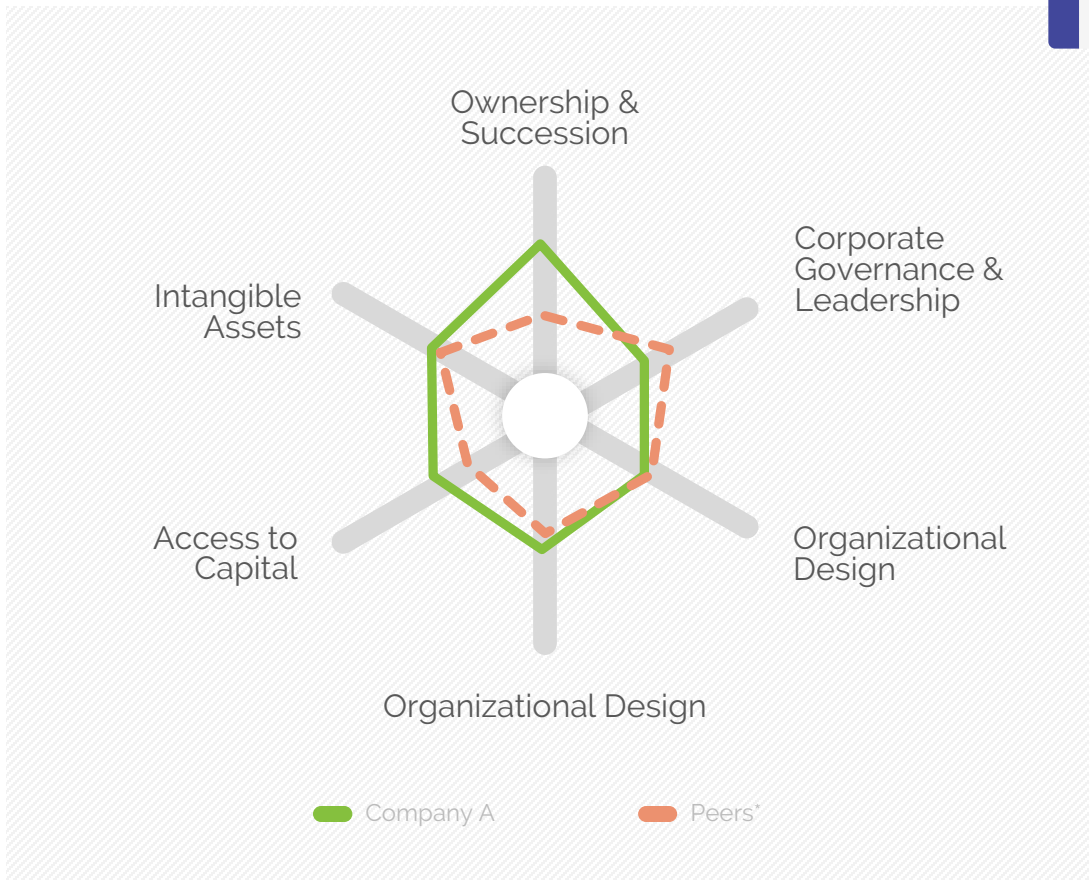 Ownership &
Succession
Corporate
Governance &
Leadership
Intangible
Assets
Access to
Capital
Organizational
Design
Organizational Design
Company A
Peers*